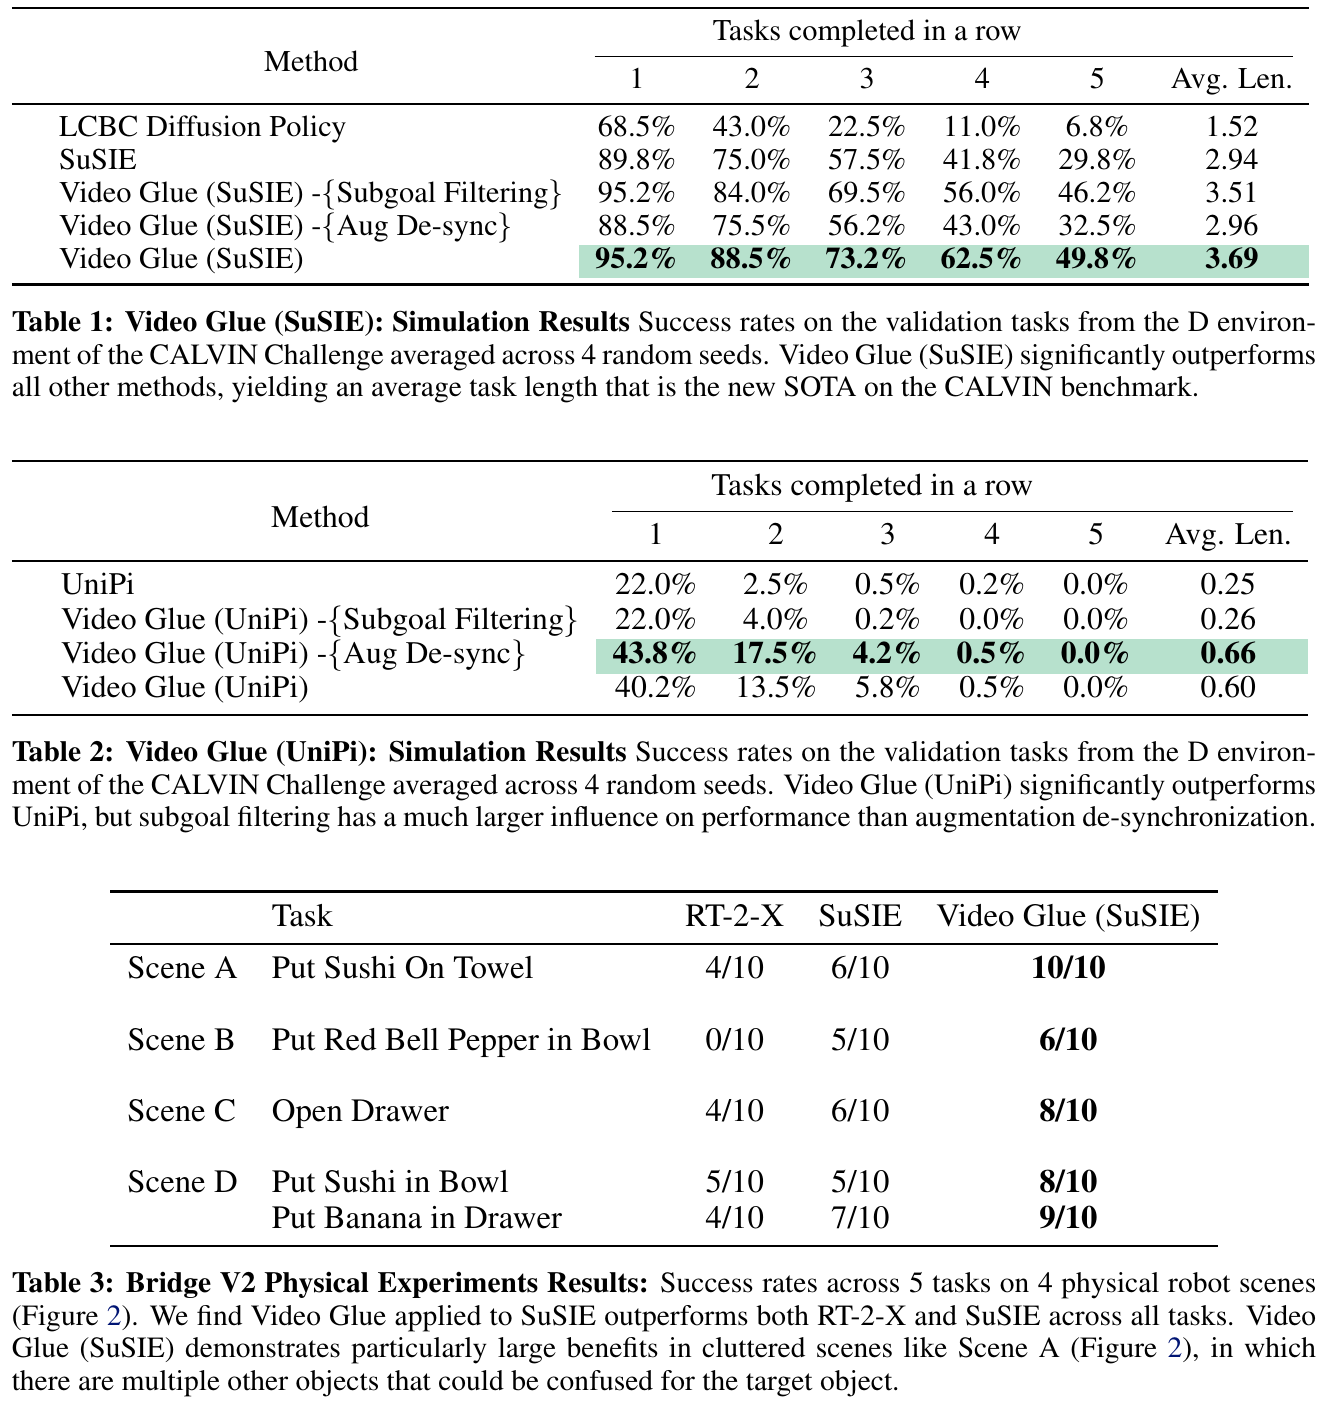 Method Tasks completed in a row
1 2 3 4 5 Avg. Len.
LCBC Diffusion Policy 68.5% 43.0% 22.5% 11.0% 6.8% 1.52
SuSIE 89.8% 75.0% 57.5% 41.8% 29.8% 2.94
Video Glue (SuSIE) -{Subgoal Filtering} 95.2% 84.0% 69.5% 56.0% 46.2% 3.51
Video Glue (SuSIE) -{Aug De-sync} 88.5% 75.5% 56.2% 43.0% 32.5% 2.96
Video Glue (SuSIE) 95.2% 88.5% 73.2% 62.5% 49.8% 3.69
Table 1: Video Glue (SuSIE): Simulation Results Success rates on the validation tasks from the D environ-
ment of the CALVIN Challenge averaged across 4 random seeds. Video Glue (SuSIE) significantly outperforms
all other methods, yielding an average task length that is the new SOTA on the CALVIN benchmark.
Method Tasks completed in a row
1 2 3 4 5 Avg. Len.
UniPi 22.0% 2.5% 0.5% 0.2% 0.0% 0.25
Video Glue (UniPi) -{Subgoal Filtering} 22.0% 4.0% 0.2% 0.0% 0.0% 0.26
Video Glue (UniPi) -{Aug De-sync} 43.8% 17.5% 4.2% 0.5% 0.0% 0.66
Video Glue (UniPi) 40.2% 13.5% 5.8% 0.5% 0.0% 0.60
Table 2: Video Glue (UniPi): Simulation Results Success rates on the validation tasks from the D environ-
ment of the CALVIN Challenge averaged across 4 random seeds. Video Glue (UniPi) significantly outperforms
UniPi, but subgoal filtering has a much larger influence on performance than augmentation de-synchronization.
Task RT-2-X SuSIE Video Glue (SuSIE)
Scene A Put Sushi On Towel 4/10 6/10 10/10
Scene B Put Red Bell Pepper in Bowl 0/10 5/10 6/10
Scene C Open Drawer 4/10 6/10 8/10
Scene D Put Sushi in Bowl 5/10 5/10 8/10
Put Banana in Drawer 4/10 7/10 9/10
Table 3: Bridge V2 Physical Experiments Results: Success rates across 5 tasks on 4 physical robot scenes
(Figure 2). We find Video Glue applied to SuSIE outperforms both RT-2-X and SuSIE across all tasks. Video
Glue (SuSIE) demonstrates particularly large benefits in cluttered scenes like Scene A (Figure 2), in which
there are multiple other objects that could be confused for the target object.